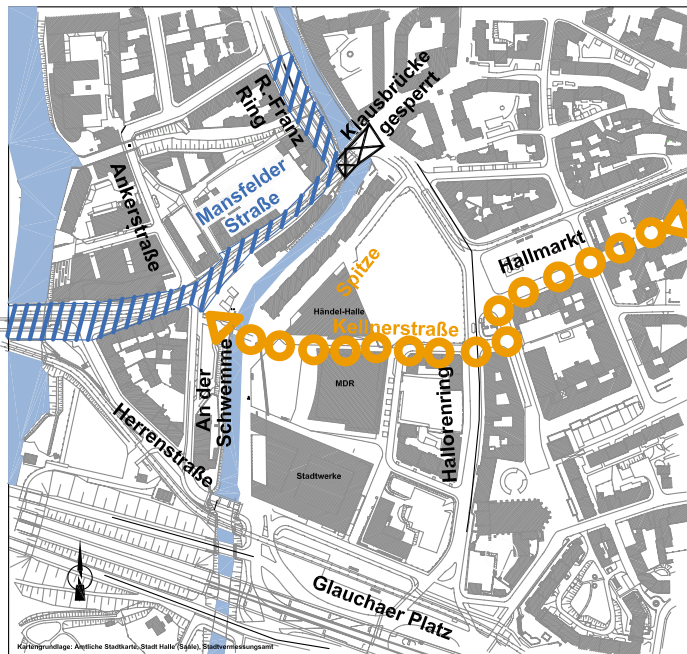 R.-Franz
Ring
Klausbrücke
gesperrt
Ankerstraße
Mansfelder
Straße
Hallmarkt
Spitze
Händel-Halle
Kellnerstraße
MDR
An der
Schwemme
Hallorenring
Herrenstraße
Stadtwerke
Glauchaer Platz
Kartengrundlage: Amtliche Stadtkarte, Stadt Halle (Saale), Stadtvermessungsamt